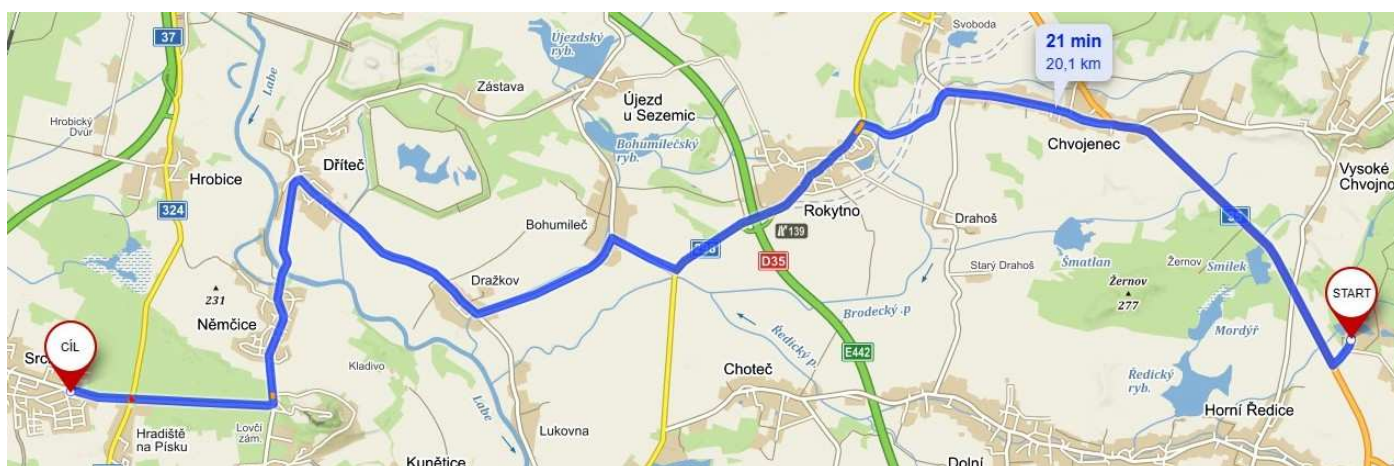 Svoboda
37
Újezdský
ryb.
21 min
20,1 km
Labe
Zástava
Újezd
u Sezemic
Hrobický
Dvůr
Bohumilečský
ryb.
Chvojenec
Dříteč
Vysoké
Chvojno
Hrobice
324
Bohumileč
Rokytno
139
Drahoš
D35
Šmatlan
Starý Drahoš
Žernov
Smilek
Dražkov
Žernov
277
START
231
Brodecký .p
Mordýř
Němčice
Ředický p.
CÍL
E442
Kladivo
Choteč
Ředický
ryb.
Labe
Horní Ředice
Hradiště
na Písku
Lovčí
zám.
Lukovna
Kunětice
Dolní